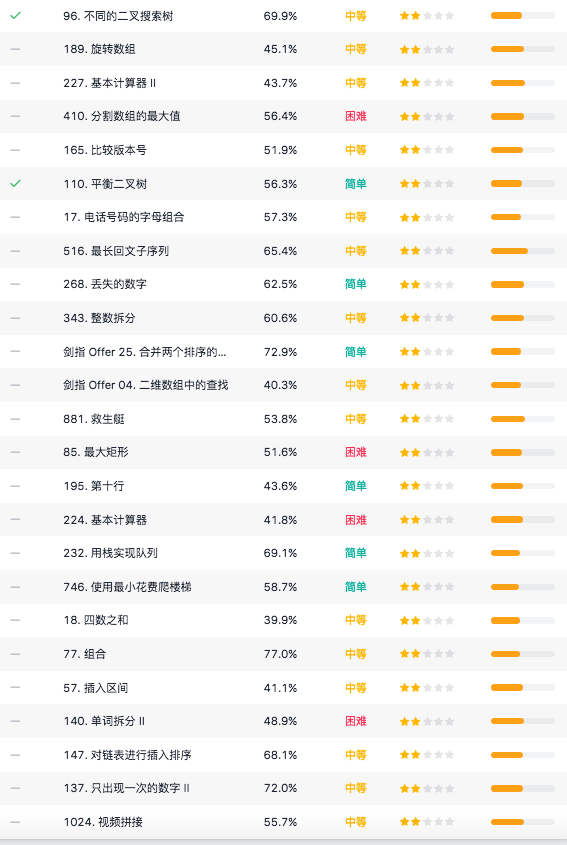 96. 不同的二叉搜索树 69.9% 中等
189. 旋转数组 45.1% 中等
227. 基本计算器 II 43.7% 中等
410. 分割数组的最大值 56.4% 困难
165. 比较版本号 51.9% 中等
110. 平衡二叉树 56.3% 简单
17. 电话号码的字母组合 57.3% 中等
516. 最长回文子序列 65.4% 中等
268. 丢失的数字 62.5% 简单
343. 整数拆分 60.6% 中等
剑指 Offer 25. 合并两个排序的... 72.9% 简单
剑指 Offer 04. 二维数组中的查找 40.3% 中等
881. 救生艇 53.8% 中等
85. 最大矩形 51.6% 困难
195. 第十行 43.6% 简单
224. 基本计算器 41.8% 困难
232. 用栈实现队列 69.1% 简单
746. 使用最小花费爬楼梯 58.7% 简单
18. 四数之和 39.9% 中等
77. 组合 77.0% 中等
57. 插入区间 41.1% 中等
140. 单词拆分 II 48.9% 困难
147. 对链表进行插入排序 68.1% 中等
137. 只出现一次的数字 II 72.0% 中等
1024. 视频拼接 55.7% 中等